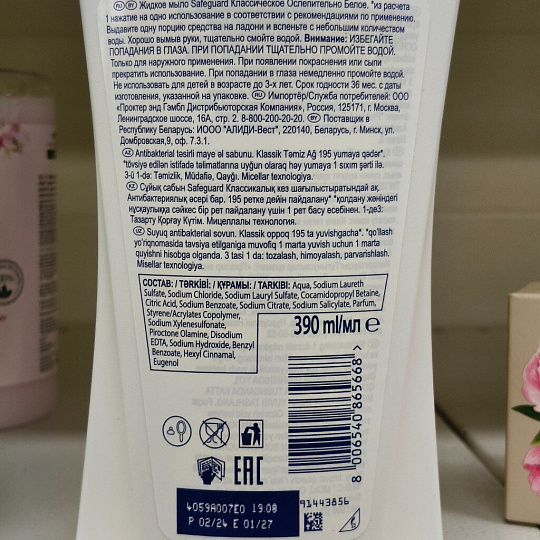 RU BY Жидкое мыло Safeguard Классическое Ослепительно Белое. *из расчета
1 нажатие на одно использование в соответствии с рекомендациями по применению.
Выдавите одну порцию средства на ладони и вспеньте с небольшим количеством
воды. Хорошо вымыв руки, тщательно смойте водой. Внимание: ИЗБЕГАЙТЕ
ПОПАДАНИЯ В ГЛАЗА. ПРИ ПОПАДАНИИ ТЩАТЕЛЬНО ПРОМОЙТЕ ВОДОЙ.
Только для наружного применения. При появлении покраснения или сыпи
прекратить использование. При попадании в глаза немедленно промойте водой.
Не использовать для детей в возрасте до 3-х лет. Срок годности 36 мес. с даты
изготовления, указанной на упаковке. RU Импортёр/Служба потребителей: ООО
«Проктер энд Гэмбл Дистрибьюторская Компания», Россия, 125171, г. Москва,
Ленинградское шоссе, 16А, стр. 2. 8-800-200-20-20. BY Поставщик в
Республику Беларусь: ИООО "АЛИДИ-Вест", 220140, Беларусь, г. Минск, ул.
Домбровская,9, оф. 7.3.1.
AZ Antibakterial təsirli maye əl sabunu. Klassik Təmiz Ağ 195 yumaya qədər*.
*tövsiyə edilən istifadə təlimatlarına uyğun olaraq hər yumaya 1 sıxım şərti ilə.
3-ü 1-də: Təmizlik, Müdafiə, Qayğı. Micellar texnologiyası.
KZ Сұйық сабын Safeguard Классикалық көз шағылыстыратындай ақ.
Антибактериялық әсері бар. 195 ретке дейін пайдалану* *қолдану жөніндегі
нұсқаулыққа сәйкес бір рет пайдалану үшін 1 рет басу есебінен. 1-де3:
Тазарту Қорғау Күтім. Мицеллалы технология.
UZ Suyuq antibakterial sovun. Klassik oppoq 195 ta yuvishgacha*. *qo'llash
yo'riqnomasida tavsiya etilganiga muvofiq 1 marta yuvish uchun 1 marta
quyishni hisobga olganda. 3 tasi 1 da: tozalash, himoyalash, parvarishlash.
Misellar texnologiya.
СОСТАВ: / TƏRKİBİ: / ҚҰРАМЫ: / TARKIBI: Aqua, Sodium Laureth
Sulfate, Sodium Chloride, Sodium Lauryl Sulfate, Cocamidopropyl Betaine,
Citric Acid, Sodium Benzoate, Sodium Citrate, Sodium Salicylate, Parfum,
Styrene/Acrylates Copolymer,
Sodium Xylenesulfonate,
Piroctone Olamine, Disodium
EDTA, Sodium Hydroxide, Benzyl
Benzoate, Hexyl Cinnamal,
Eugenol
390 ml/мл e
8 006540 865668 >
EAC
91443856
4059A007E0 19:08
P 02/24 E 01/27